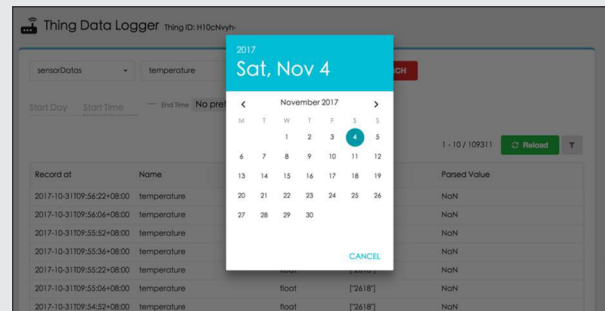 Thing Data Logger Thing ID: H10cNvyh-
2017
Sat, Nov 4
sensorDatas temperature CH
Start Day Start Time — End Time No pref
November 2017
M T W T F S S
1 2 3 4 5
6 7 8 9 10 11 12
13 14 15 16 17 18 19
20 21 22 23 24 25 26
27 28 29 30
CANCEL
1 - 10 / 109311 Reload
Record at Name Parsed Value
2017-10-31T09:56:22+08:00 temperature NaN
2017-10-31T09:56:06+08:00 temperature NaN
2017-10-31T09:55:52+08:00 temperature NaN
2017-10-31T09:55:36+08:00 temperature NaN
2017-10-31T09:55:22+08:00 temperature float ["2618"] NaN
2017-10-31T09:55:06+08:00 temperature float ["2618"] NaN
2017-10-31T09:54:52+08:00 temperature float ["2618"] NaN